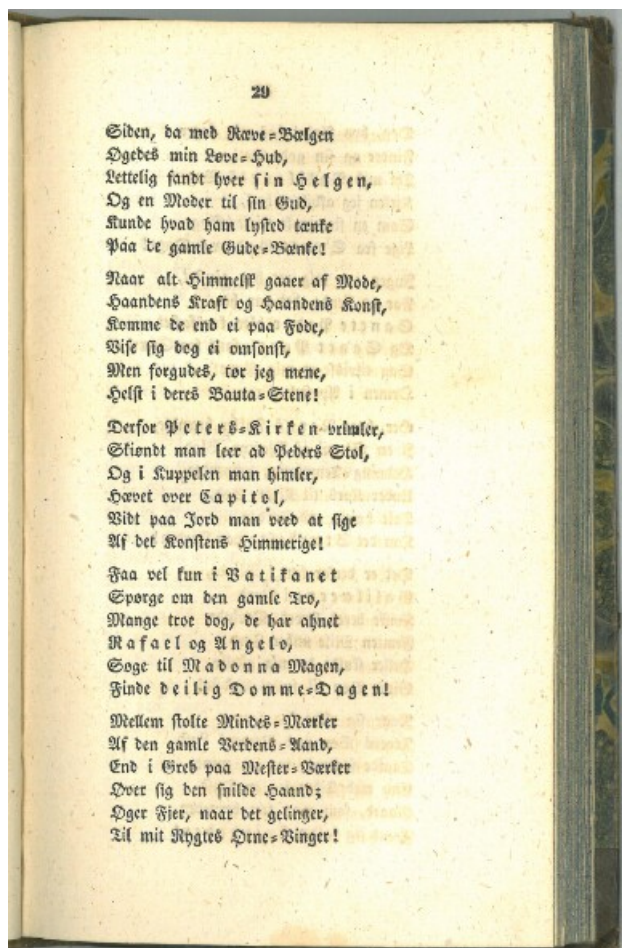 29
Siden, da med Ræve=Bælgen
Øgedes min Løve=Hud,
Lettelig fandt hver sin Helgen,
Og en Moder til sin Gud,
Kunde hvad ham lysted tænke
Paa de gamle Gude=Bænke!
Naar alt Himmelsk gaaer af Mode,
Haandens Kraft og Haandens Konst,
Komme de end ei paa Fode,
Vise sig dog ei omsonst,
Men forgudes, tør jeg mene,
Helst i deres Bauta=Stene!
Derfor Peters=Kirken vrimler,
Skiøndt man leer ad Peders Stol,
Og i Kuppelen man himler,
Hævet over Capitol,
Vidt paa Jord man veed at sige
Af det Konstens Himmerige!
Faa vel kun i Vatikanet
Spørge om den gamle Tro,
Mange troe dog, de har ahnet
Rafael og Angelo,
Søge til Madonna Magen,
Finde deilig Domme=Dagen!
Mellem stolte Mindes=Mærker
Af den gamle Verdens=Aand,
End i Greb paa Mester=Værker
Øver sig den snilde Haand;
Øger Fjer, naar det gelinger,
Til mit Rygtes Ørne=Vinger!